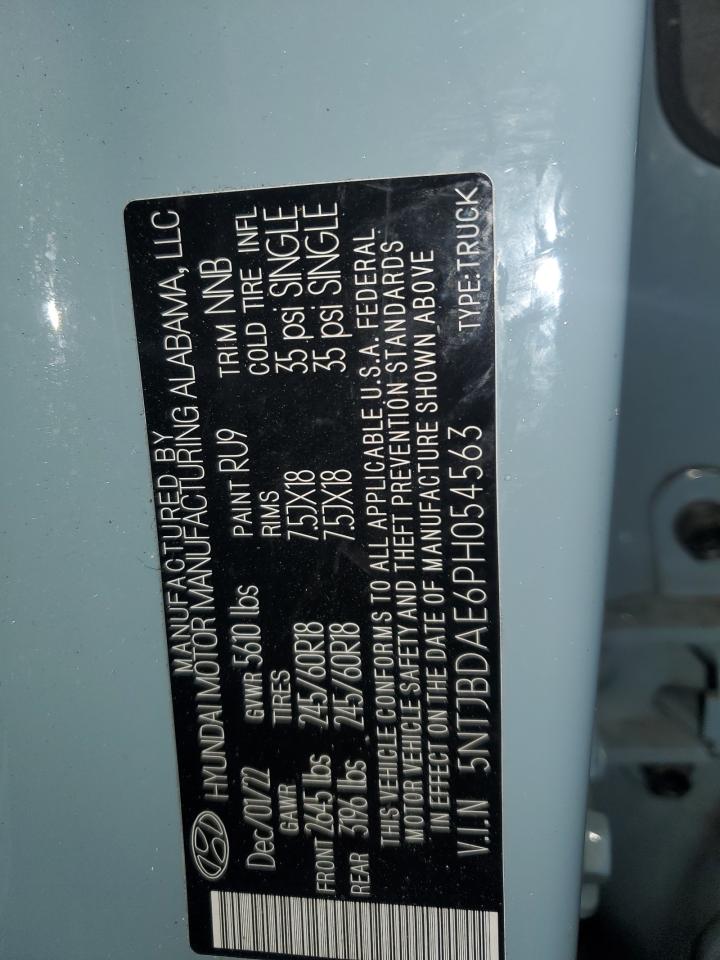 MANUFACTURED BY
HYUNDAI MOTOR MANUFACTURING ALABAMA, LLC
Dec/01/22 GVWR 5610 lbs PAINT RU9 TRIM NNB
GAWR TIRES RIMS COLD TIRE INFL
FRONT 2645 lbs 245/60R18 7.5JX18 35 psi SINGLE
REAR 3196 lbs 245/60R18 7.5JX18 35 psi SINGLE
THIS VEHICLE CONFORMS TO ALL APPLICABLE U.S.A. FEDERAL
MOTOR VEHICLE SAFETY AND THEFT PREVENTION STANDARDS
IN EFFECT ON THE DATE OF MANUFACTURE SHOWN ABOVE
V.I.N 5NTJBDAE6PH054563 TYPE:TRUCK